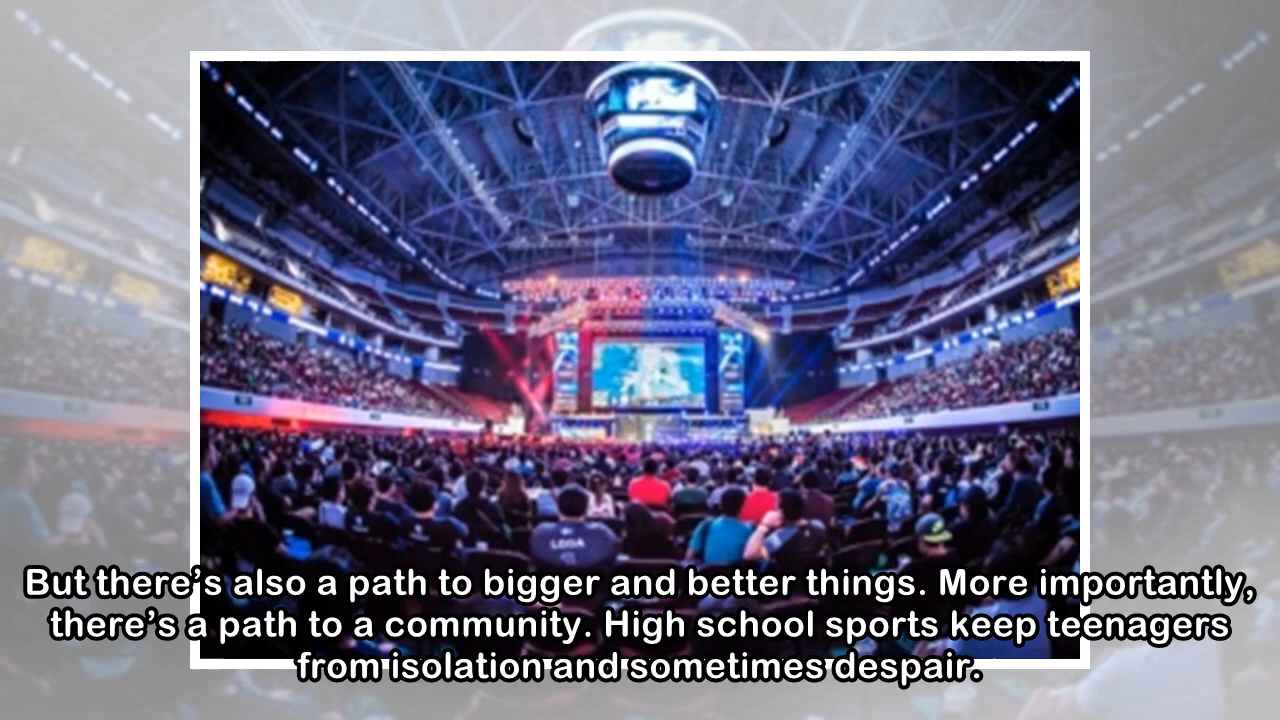 LODA
But there’s also a path to bigger and better things. More importantly,
there’s a path to a community. High school sports keep teenagers
from isolation and sometimes despair.